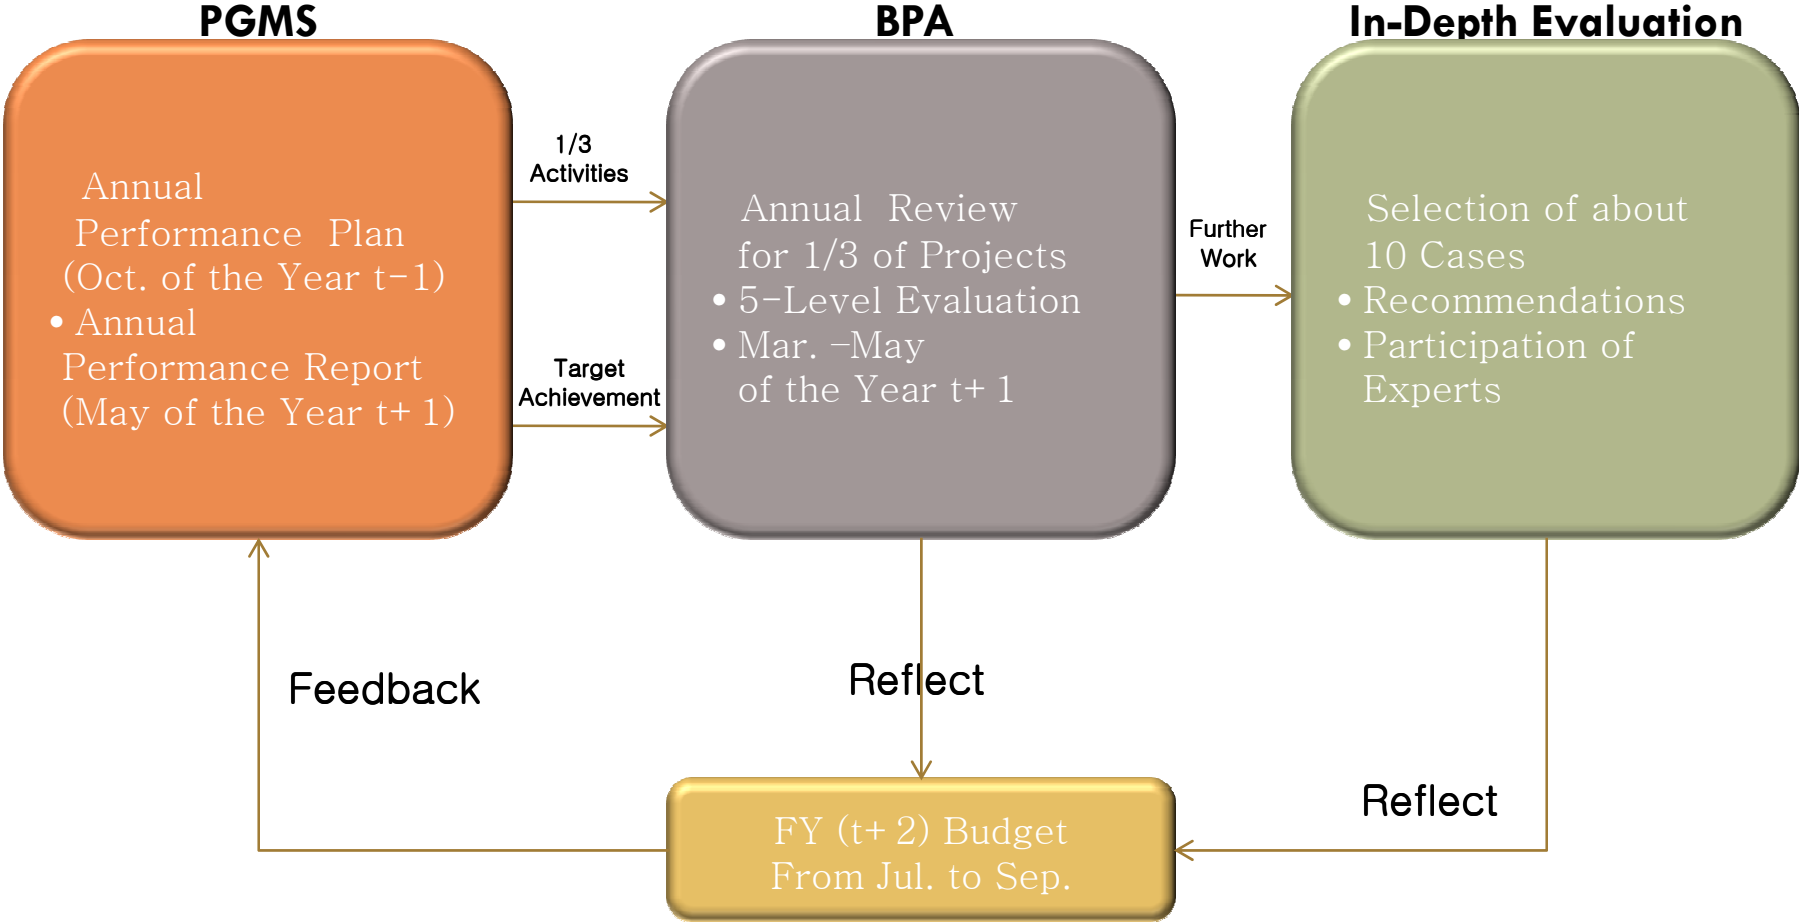 PGMS
BPA
In-Depth Evaluation
Annual
Performance Plan
(Oct. of the Year t-1)
• Annual
Performance Report
(May of the Year t+1)
1/3
Activities
Target
Achievement
Annual Review
for 1/3 of Projects
• 5-Level Evaluation
• Mar. -May
of the Year t+1
Further
Work
Selection of about
10 Cases
• Recommendations
• Participation of
Experts
Feedback
Reflect
Reflect
FY (t+2) Budget
From Jul. to Sep.